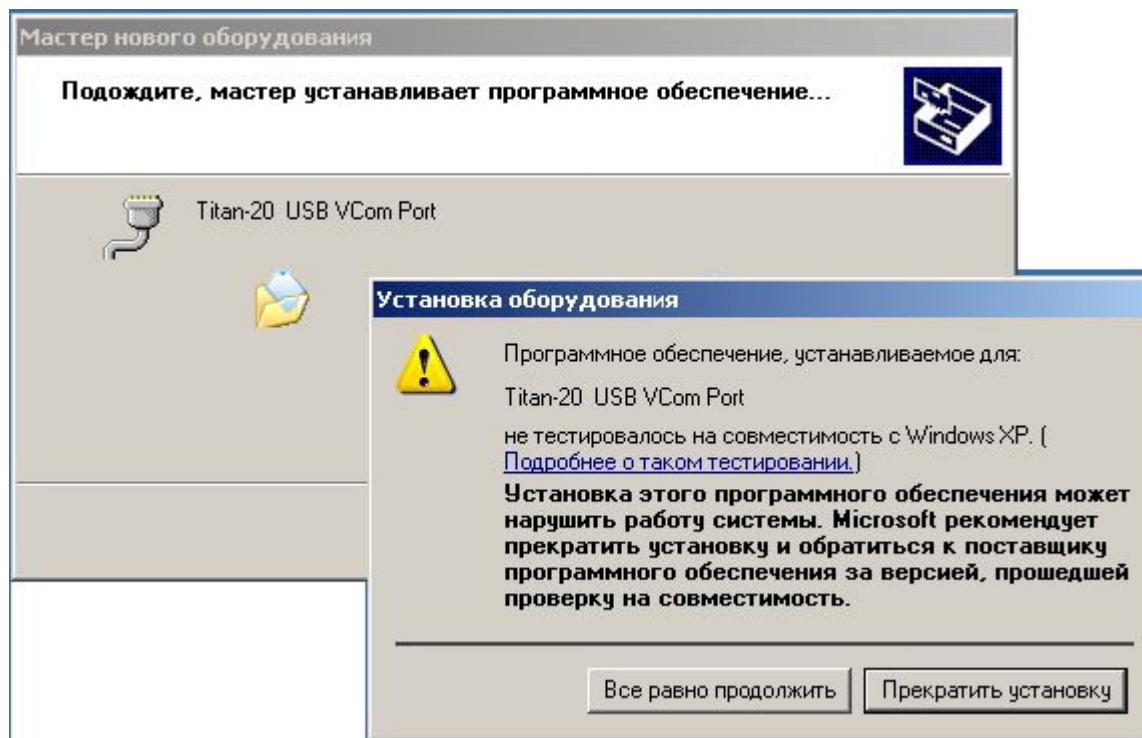 Мастер нового оборудования
Подождите, мастер устанавливает программное обеспечение...
Titan-20 USB VCom Port
Установка оборудования
Программное обеспечение, устанавливаемое для:
Titan-20 USB VCom Port
не тестировалось на совместимость с Windows XP. (
Подробнее о таком тестировании.)
Установка этого программного обеспечения может
нарушить работу системы. Microsoft рекомендует
прекратить установку и обратиться к поставщику
программного обеспечения за версией, прошедшей
проверку на совместимость.
Все равно продолжить
Прекратить установку